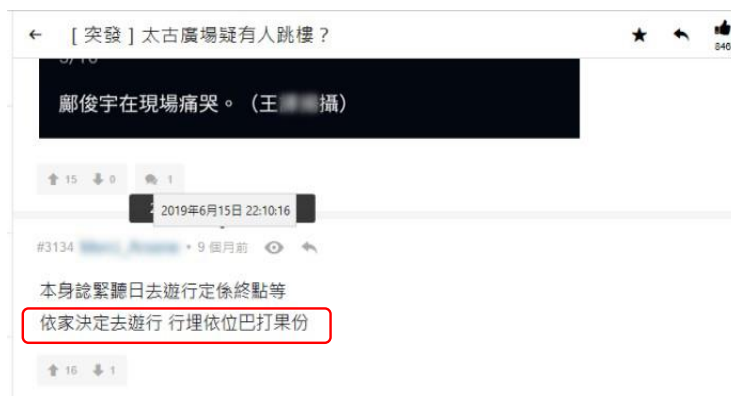 [ 突發 ] 太古廣場疑有人跳樓?
846
鄺俊宇在現場痛哭。(王 攝)
15 0 1
2019年6月15日 22:10:16
#3134 • 9 個月前
本身諗緊聽日去遊行定係終點等
依家決定去遊行 行埋依位巴打果份
16 1